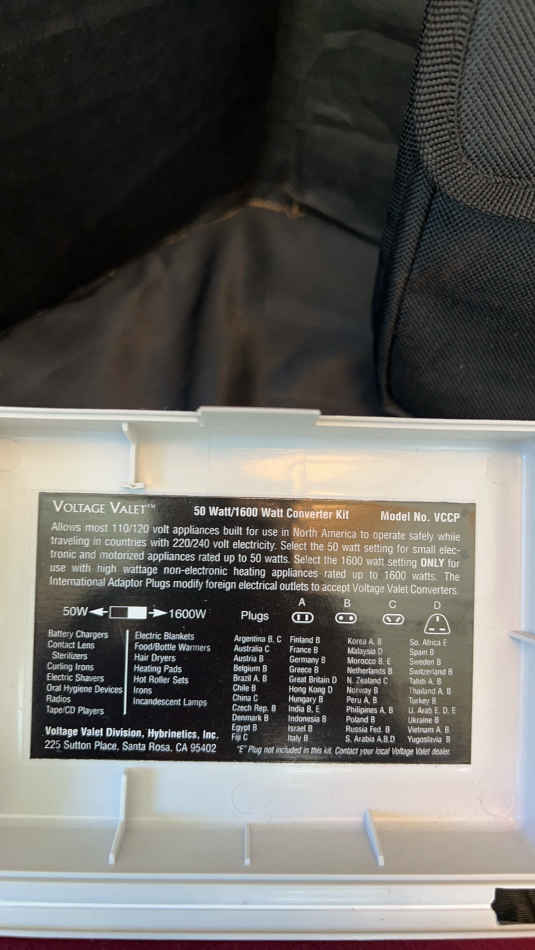 VOLTAGE VALET™ 50 Watt/1600 Watt Converter Kit Model No. VCCP
Allows most 110/120 volt appliances built for use in North America to operate safely while
traveling in countries with 220/240 volt electricity. Select the 50 watt setting for small elec-
tronic and motorized appliances rated up to 50 watts. Select the 1600 watt setting ONLY for
use with high wattage non-electronic heating appliances rated up to 1600 watts. The
International Adaptor Plugs modify foreign electrical outlets to accept Voltage Valet Converters.
A B C D
50W 1600W Plugs
Battery Chargers
Contact Lens
Sterilizers
Curling Irons
Electric Shavers
Oral Hygiene Devices
Radios
Tape/CD Players
Electric Blankets
Food/Bottle Warmers
Hair Dryers
Heating Pads
Hot Roller Sets
Irons
Incandescent Lamps
Argentina B, C
Australia C
Austria B
Belgium B
Brazil A, B
Chile B
China C
Czech Rep. B
Denmark B
Egypt B
Fiji C
Finland B
France B
Germany B
Greece B
Great Britain D
Hong Kong D
Hungary B
India B, E
Indonesia B
Israel B
Italy B
Korea A, B
Malaysia D
Morocco B, E
Netherlands B
N. Zealand C
Norway B
Peru A, B
Philipines A, B
Poland B
Russia Fed. B
S. Arabia A,B,D
So. Africa E
Spain B
Sweden B
Switzerland B
Tahiti A, B
Thailand A, B
Turkey B
U. Arab E. D, E
Ukraine B
Vietnam A, B
Yugoslavia B
Voltage Valet Division, Hybrinetics, Inc.
225 Sutton Place, Santa Rosa, CA 95402
"E" Plug not included in this kit. Contact your local Voltage Valet dealer.